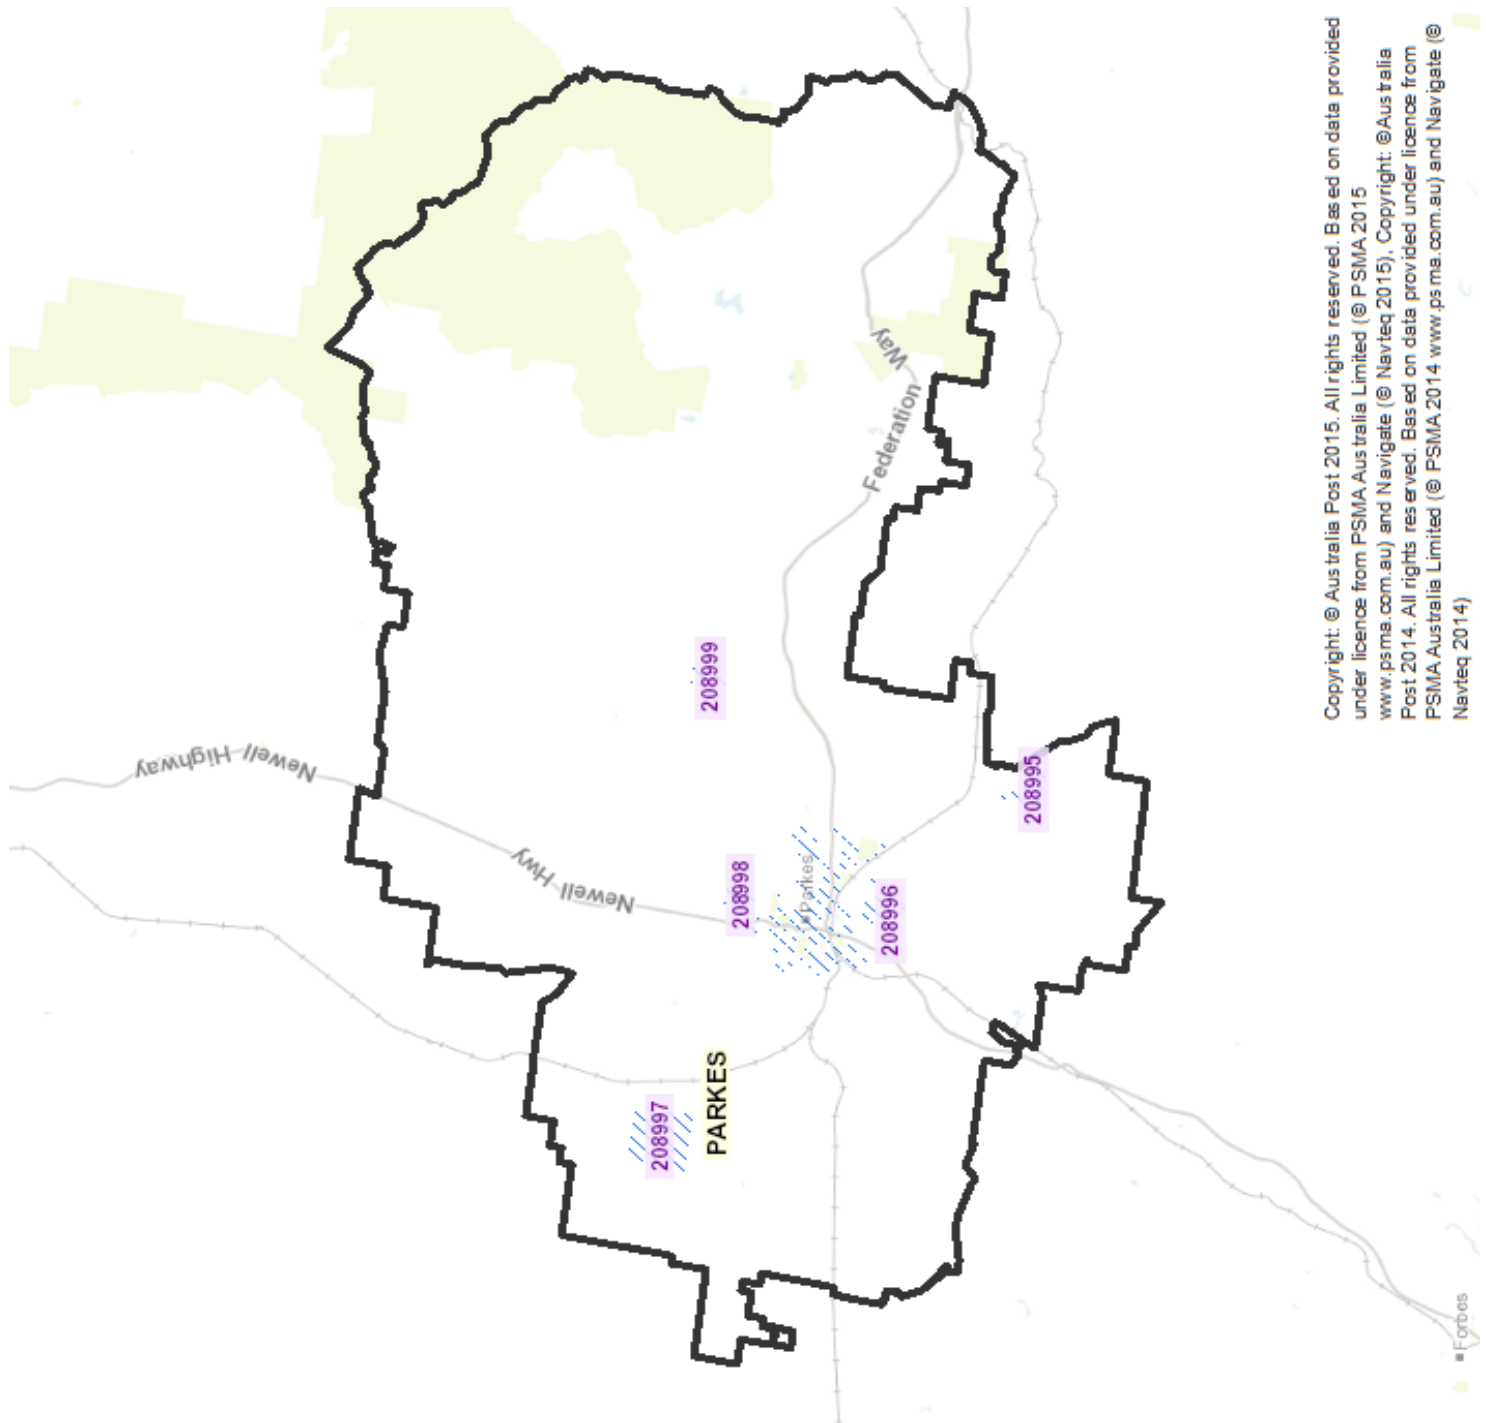 Newell Highway
Newell Hwy
Federation
Way
208999
208998
208995
208996
Parkes
208997
PARKES
Forbes
Copyright: © Australia Post 2015. All rights reserved. Based on data provided
under licence from PSMA Australia Limited (© PSMA 2015
www.psma.com.au) and Navigate (© Navteq 2015), Copyright: ©Australia
Post 2014. All rights reserved. Based on data provided under licence from
PSMA Australia Limited (© PSMA 2014 www.psma.com.au) and Navigate (©
Navteq 2014)